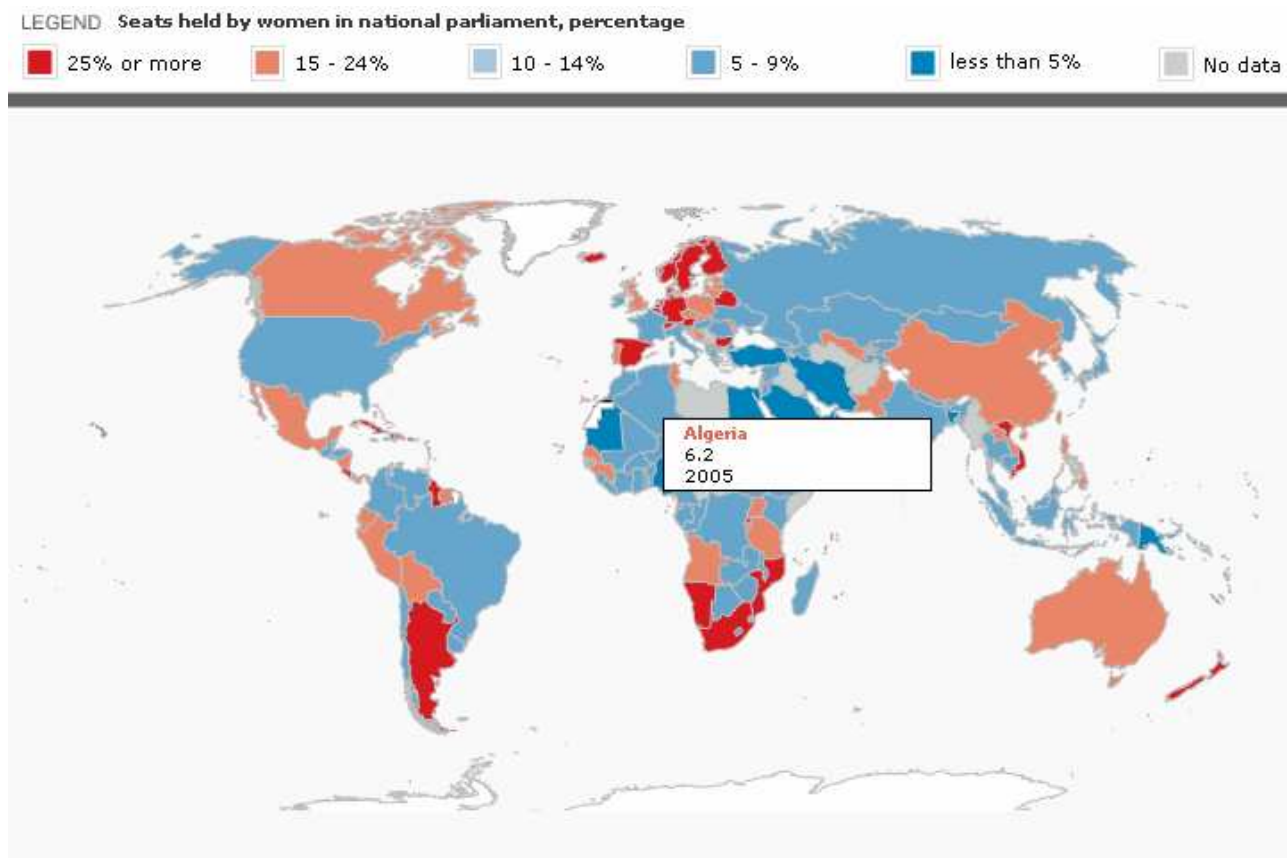 LEGEND Seats held by women in national parliament, percentage
25% or more 15 - 24% 10 - 14% 5 - 9% less than 5% No data
Algeria
6.2
2005